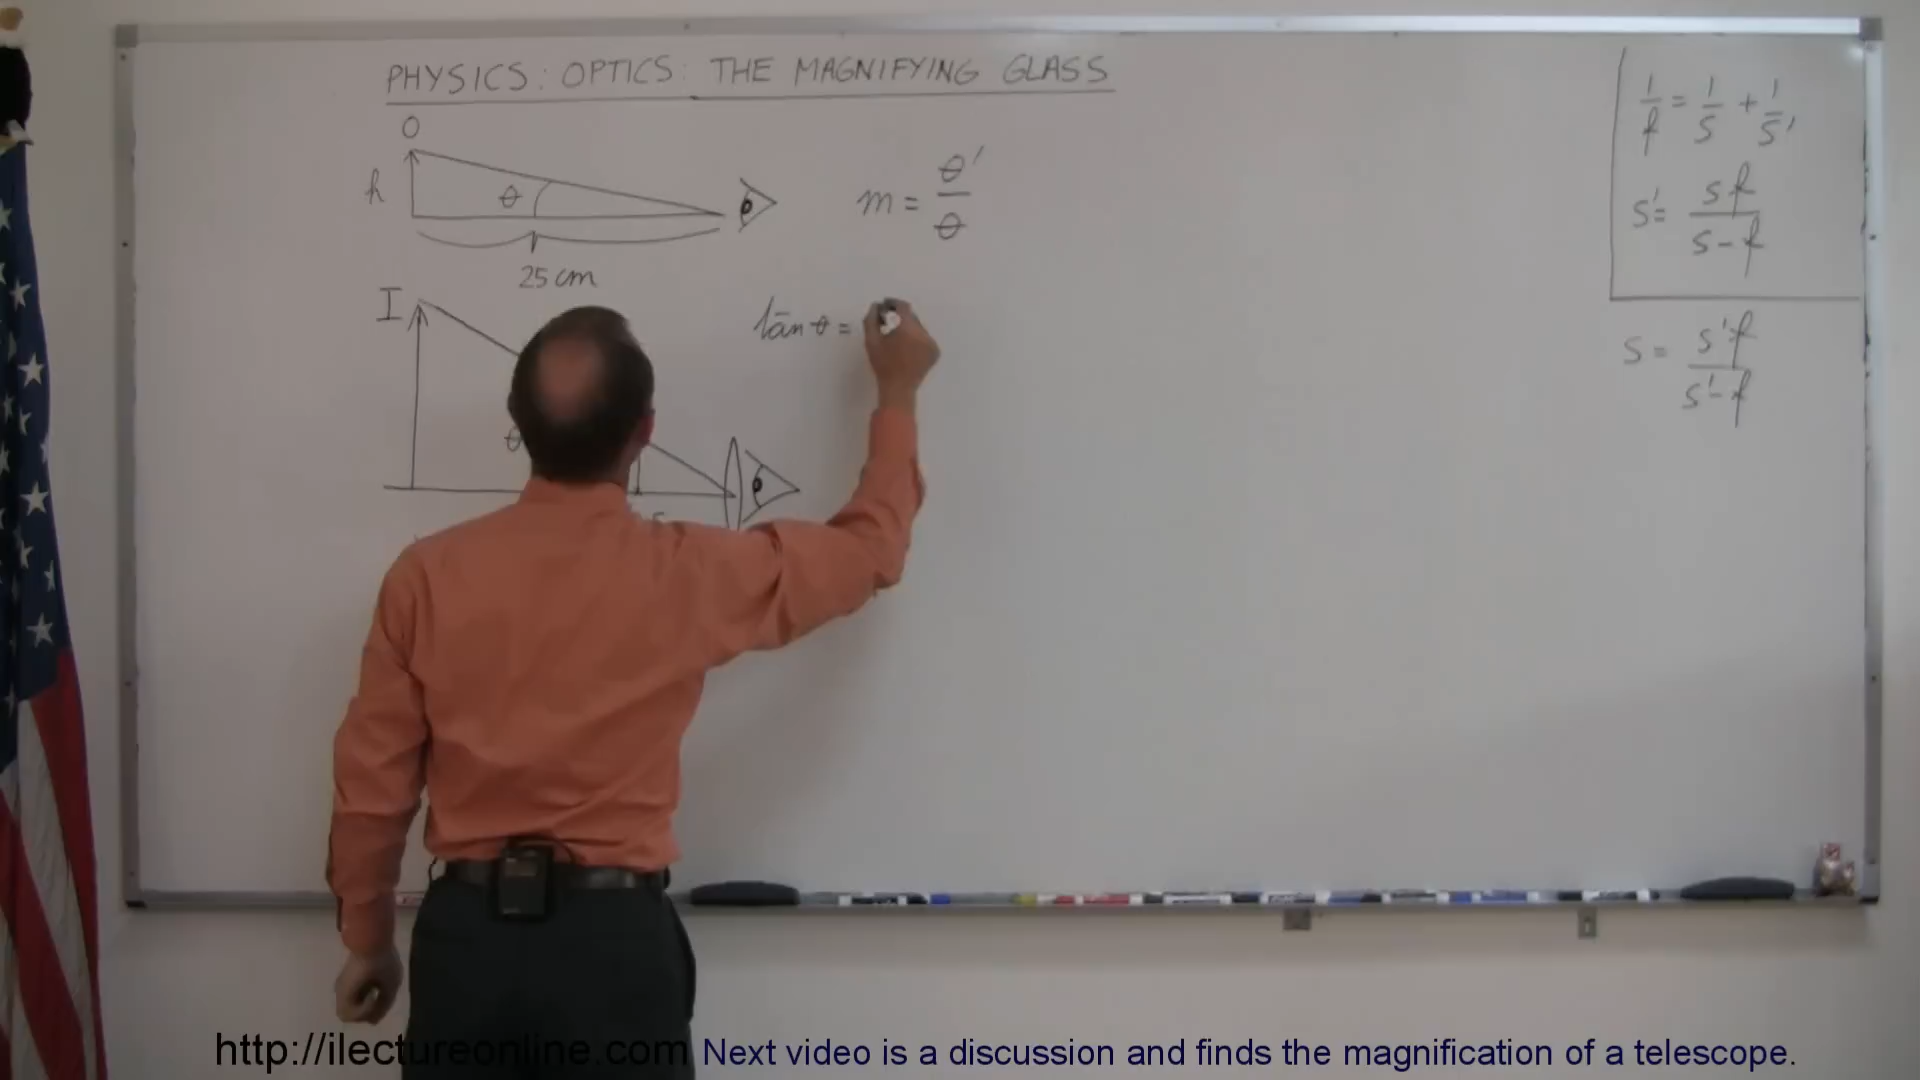 PHYSICS: OPTICS: THE MAGNIFYING GLASS
O
h
θ
25 cm
m = θ'/θ
I
tan θ =
θ
1/f = 1/s + 1/s'
s' = sf/s-f
s = s'f/s'-f
http://ilectureonline.com Next video is a discussion and finds the magnification of a telescope.